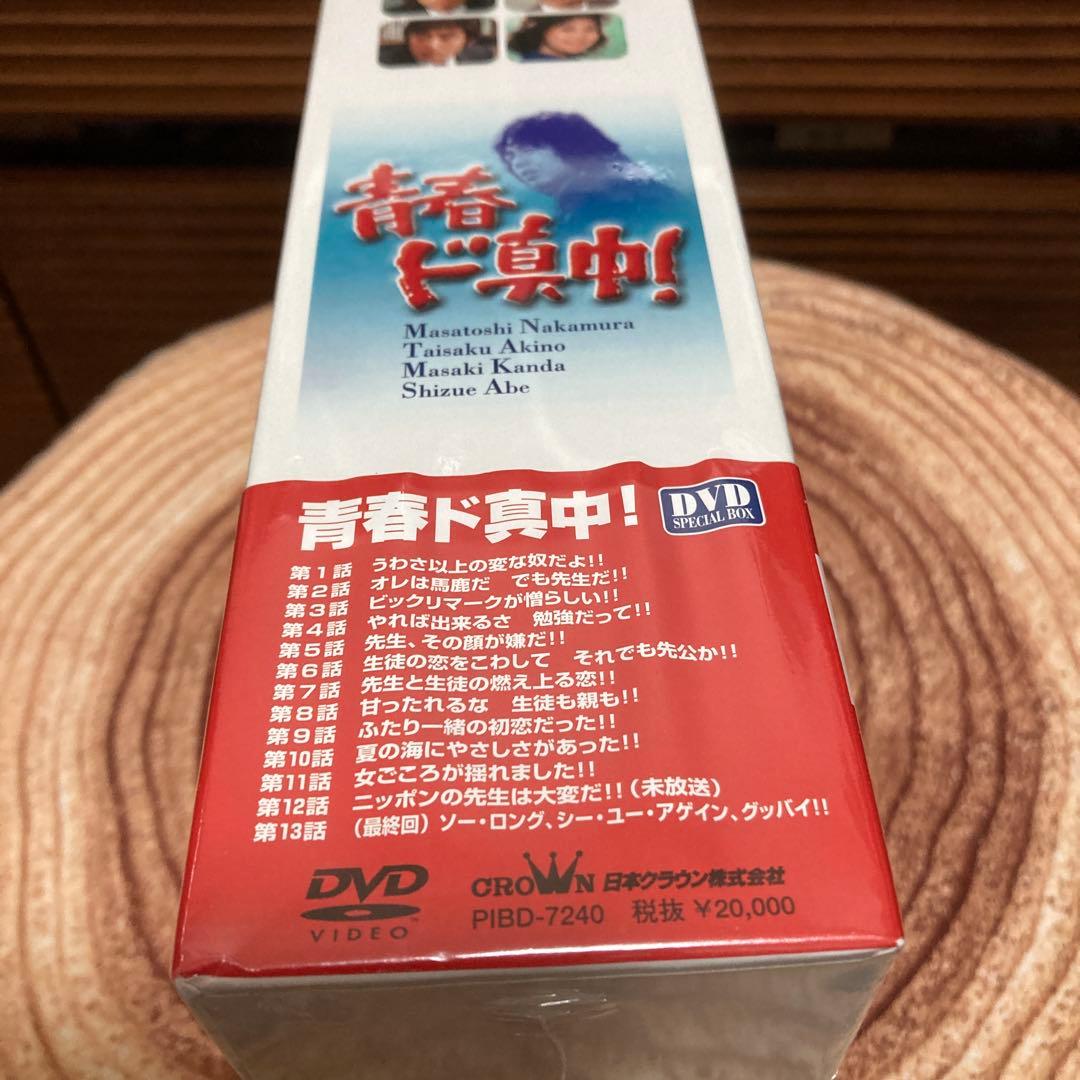 青春
ド真中!
Masatoshi Nakamura
Taisaku Akino
Masaki Kanda
Shizue Abe
青春ド真中!
DVD
SPECIAL BOX
第1話 うわさ以上の変な奴だよ!!
第2話 オレは馬鹿だ でも先生だ!!
第3話 ビックリマークが憎らしい!!
第4話 やれば出来るさ 勉強だって!!
第5話 先生、その顔が嫌だ!!
第6話 生徒の恋をこわして それでも先公か!!
第7話 先生と生徒の燃え上る恋!!
第8話 甘ったれるな 生徒も親も!!
第9話 ふたり一緒の初恋だった!!
第10話 夏の海にやさしさがあった!!
第11話 女ごころが揺れました!!
第12話 ニッポンの先生は大変だ!!(未放送)
第13話 (最終回)ソー・ロング、シー・ユー・アゲイン、グッバイ!!
DVD
VIDEO
TM
CROWN 日本クラウン株式会社
PIBD-7240 税抜 ¥20,000